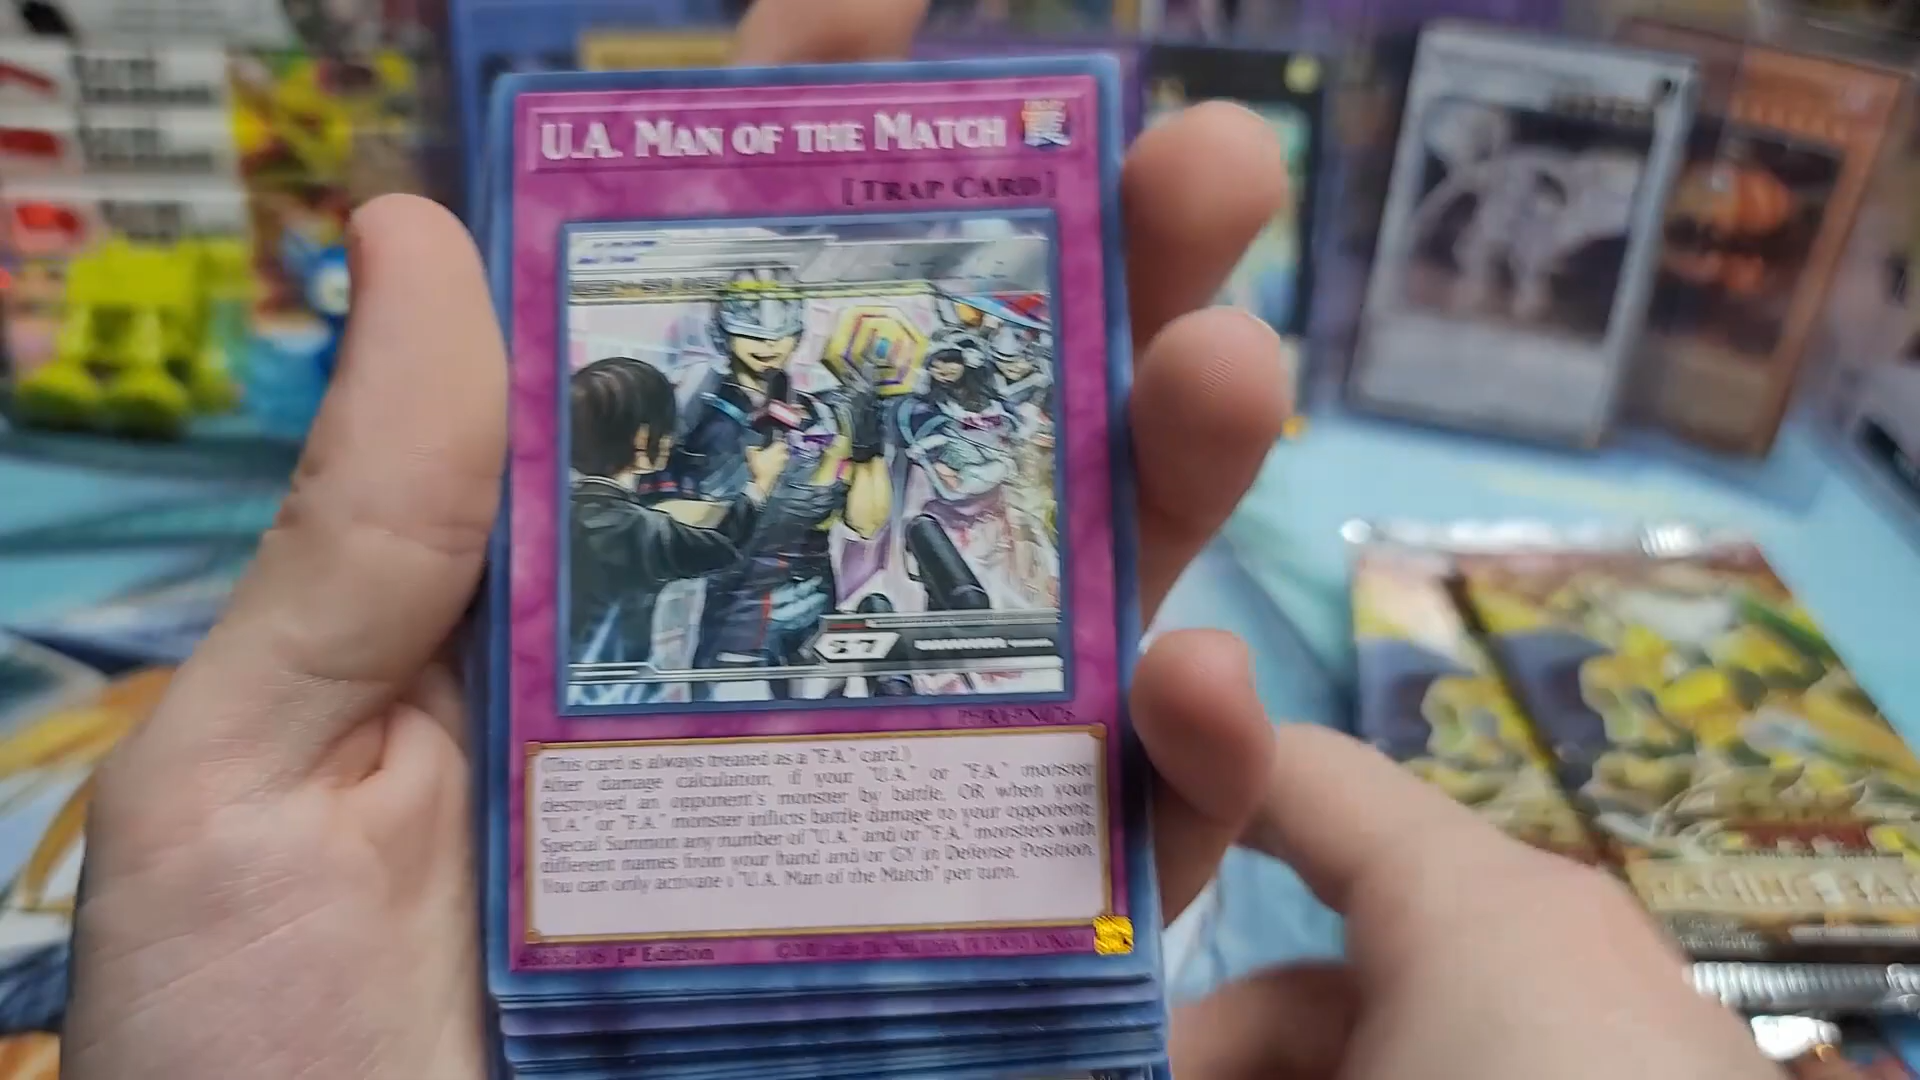 U.A. MAN OF THE MATCH
[TRAP CARD]
(This card is always treated as a "F.A." card.)
After damage calculation, if your "U.A." or "F.A." monster
destroyed an opponent's monster by battle, OR when your
"U.A." or "F.A." monster inflicts battle damage to your opponent:
Special Summon any number of "U.A." and/or "F.A." monsters with
different names from your hand and/or GY in Defense Position.
You can only activate 1 "U.A. Man of the Match" per turn.
1st Edition